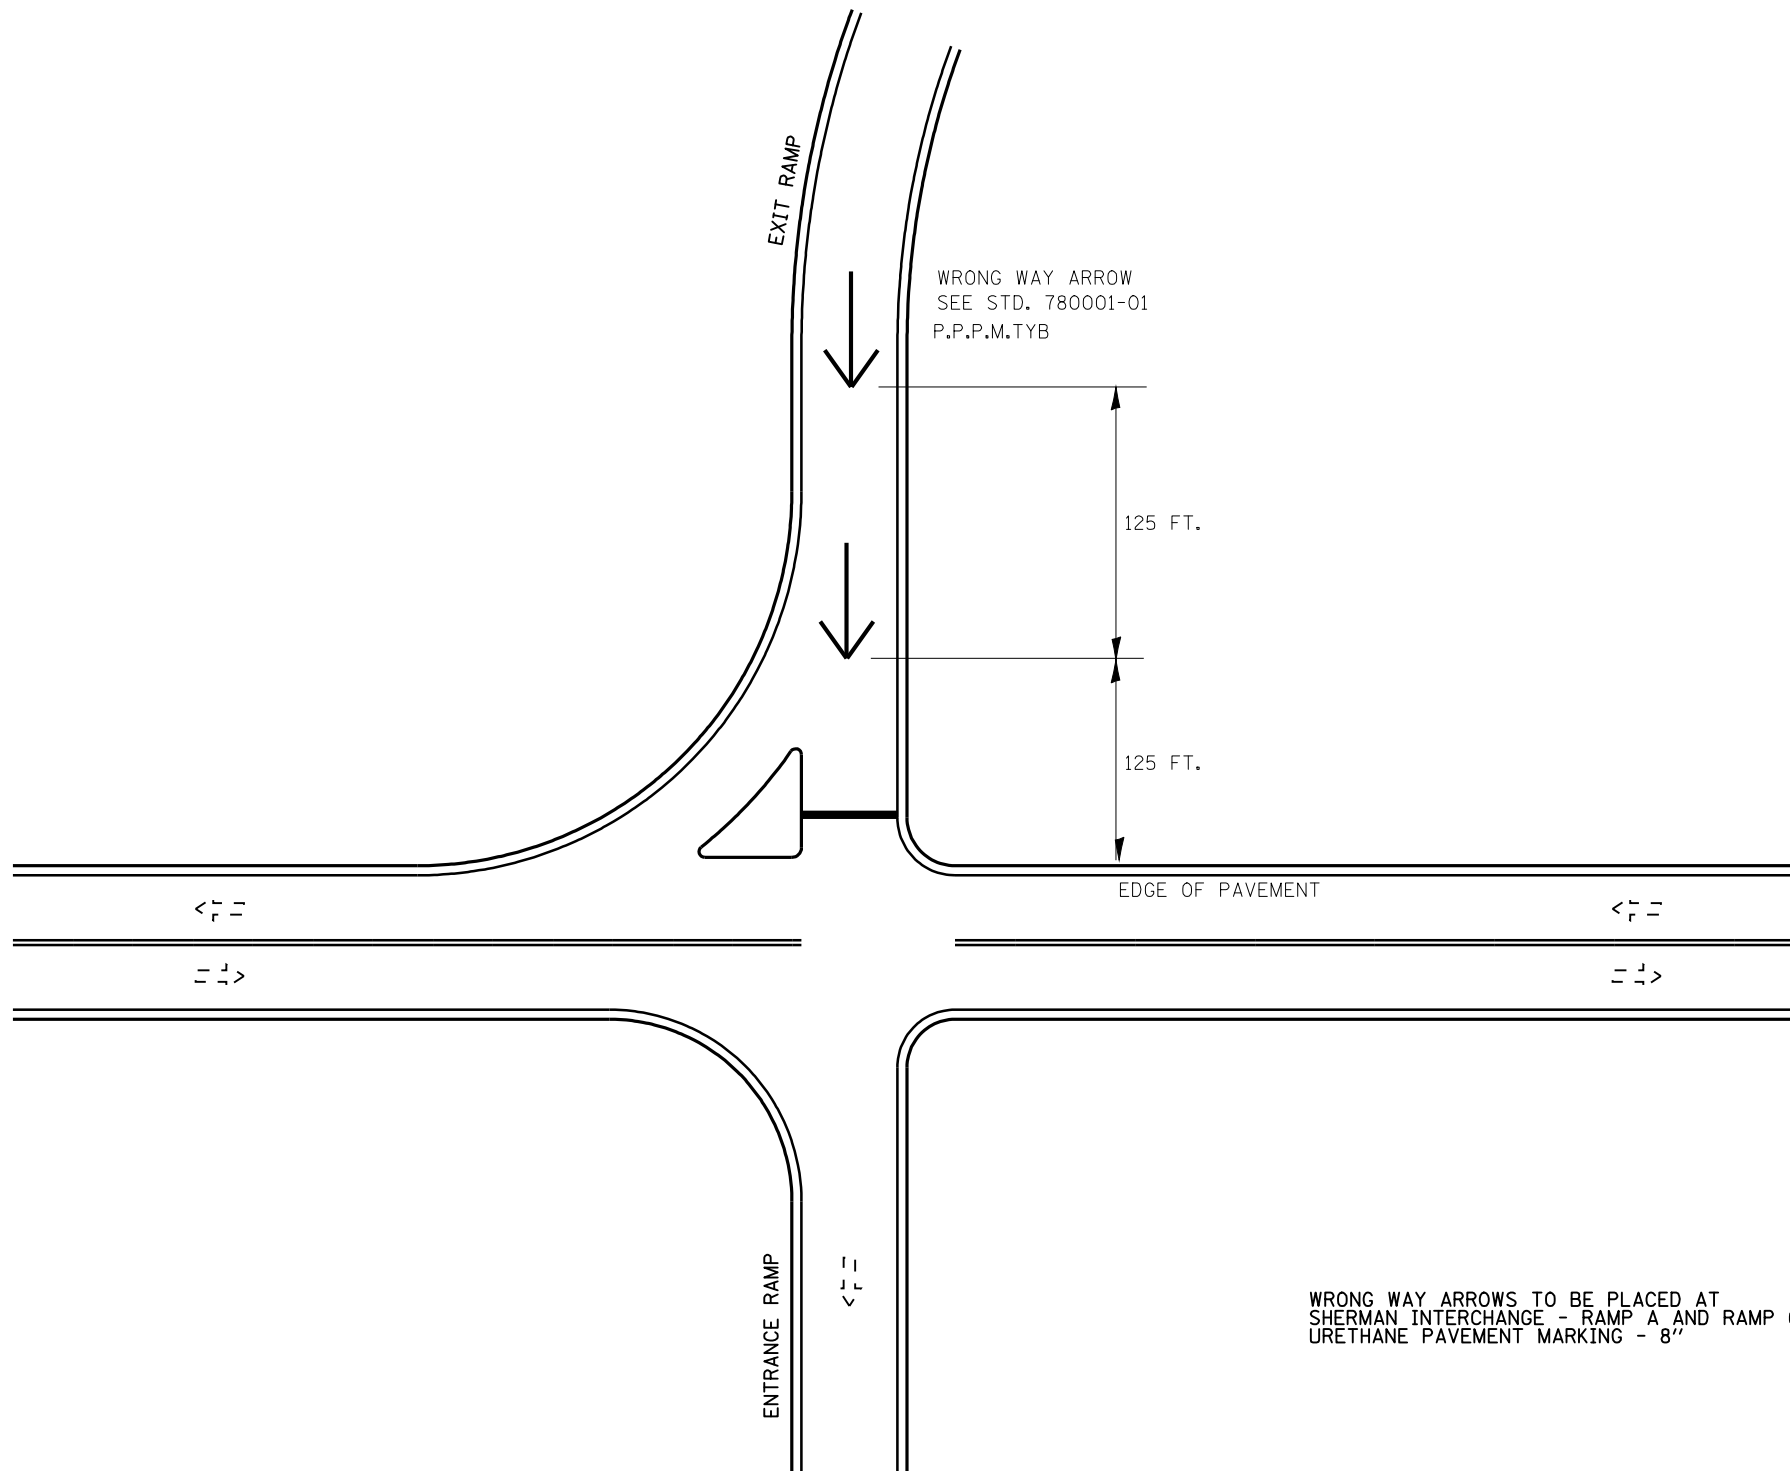 EXIT RAMP
WRONG WAY ARROW
SEE STD. 780001-01
P.P.P.M.TYB
125 FT.
125 FT.
EDGE OF PAVEMENT
ENTRANCE RAMP
WRONG WAY ARROWS TO BE PLACED AT
SHERMAN INTERCHANGE - RAMP A AND RAMP
URETHANE PAVEMENT MARKING - 8"